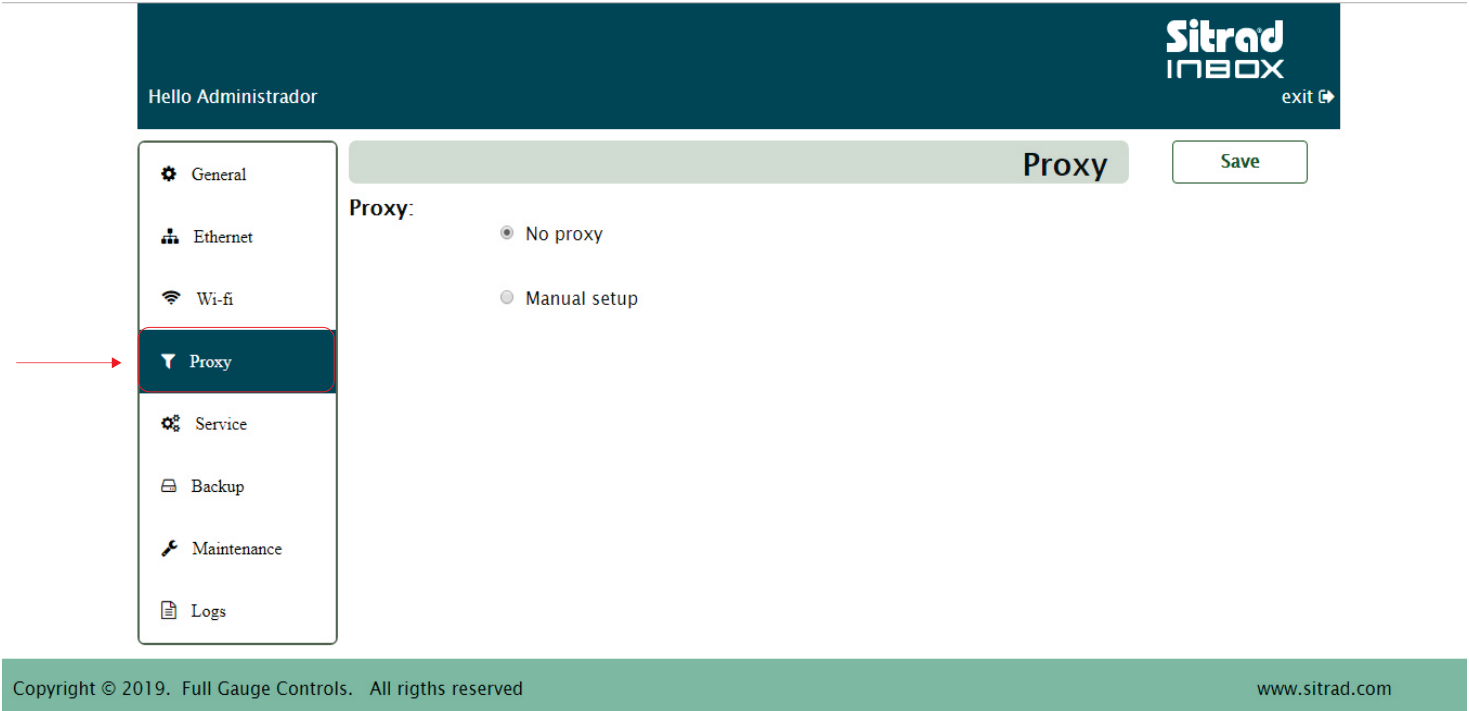 Sitrad
INBOX
Hello Administrador
exit
General
Proxy
Save
Proxy:
Ethernet
No proxy
Wi-fi
Manual setup
Proxy
Service
Backup
Maintenance
Logs
Copyright © 2019. Full Gauge Controls. All rigths reserved
www.sitrad.com